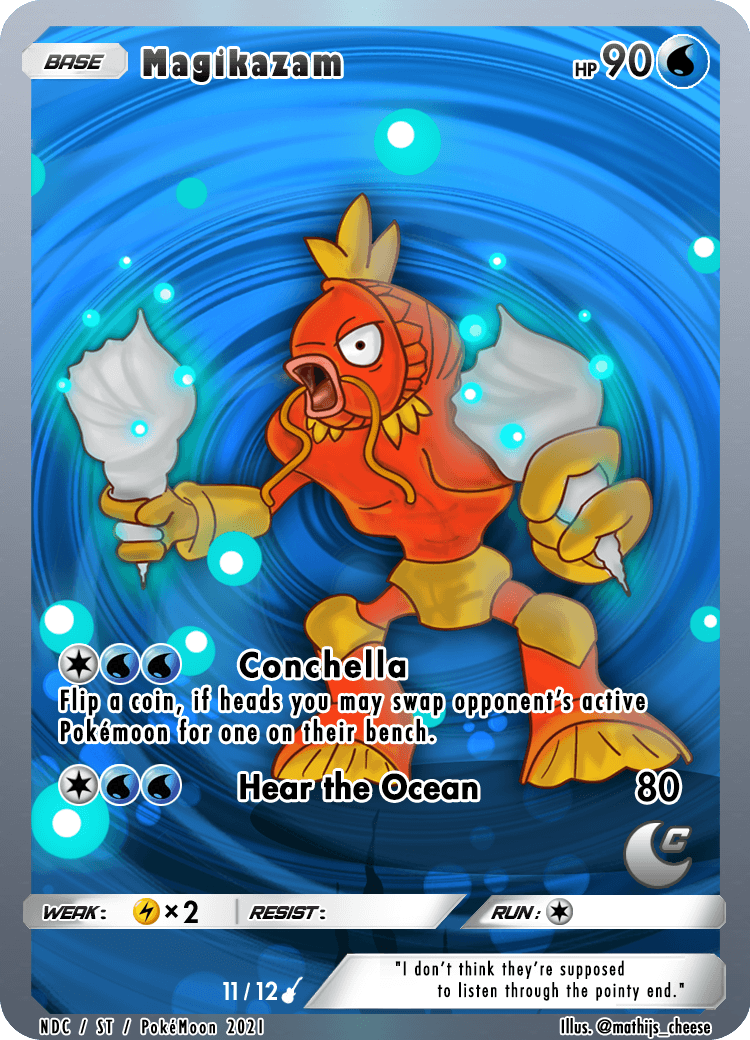 BASE Magikazam HP 90
Conchella
Flip a coin, if heads you may swap opponent's active
Pokémoon for one on their bench.
Hear the Ocean 80
C
WEAK: ×2 RESIST: RUN:
"I don't think they're supposed
to listen through the pointy end."
11/12
NDC / ST / PokéMoon 2021 Illus. @mathijs_cheese